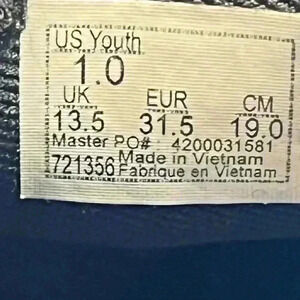 US Youth
1.0
UK EUR CM
13.5 31.5 19.0
Master PO# : 4200031581
721356 Made in Vietnam
Fabrique en Vietnam